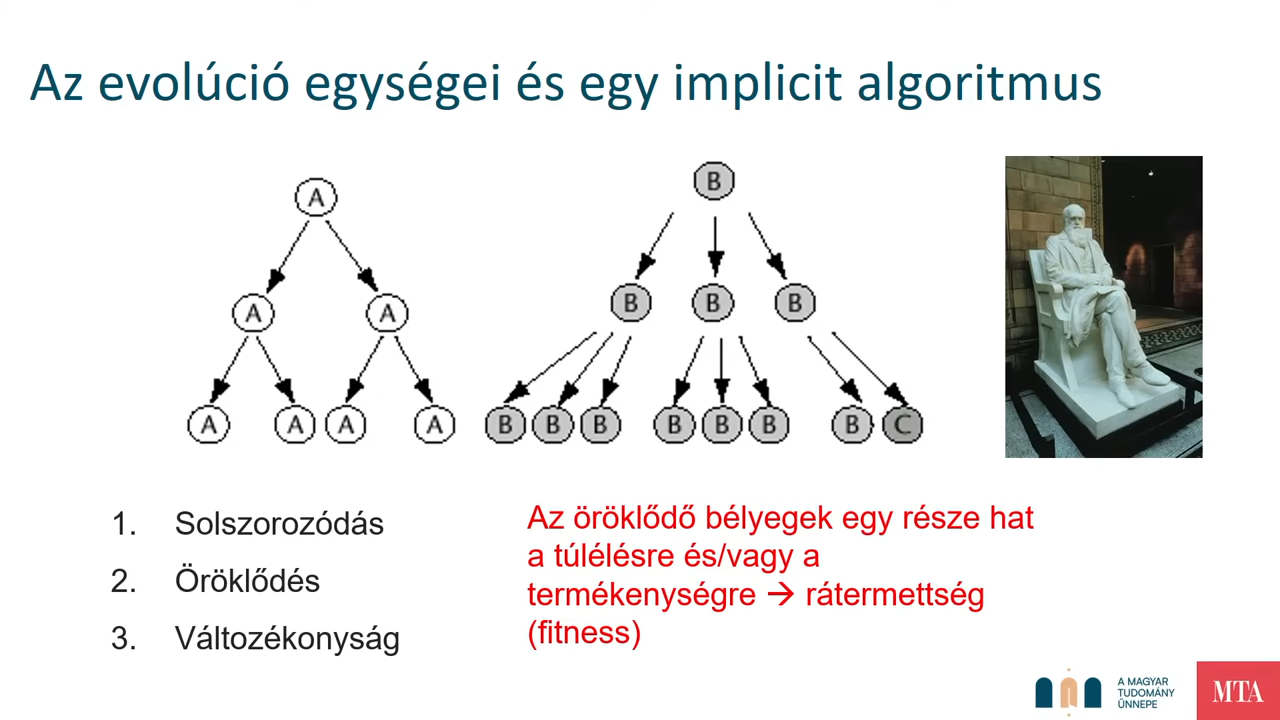 Az evolúció egységei és egy implicit algoritmus
A
B
A A
B B B
A A A A
B B B B B B B C
1. Solszorozódás
2. Öröklődés
3. Változékonyság
Az öröklődő bélyegek egy része hat
a túlélésre és/vagy a
termékenységre → rátermettség
(fitness)
A MAGYAR
TUDOMÁNY
ÜNNEPE
MTA